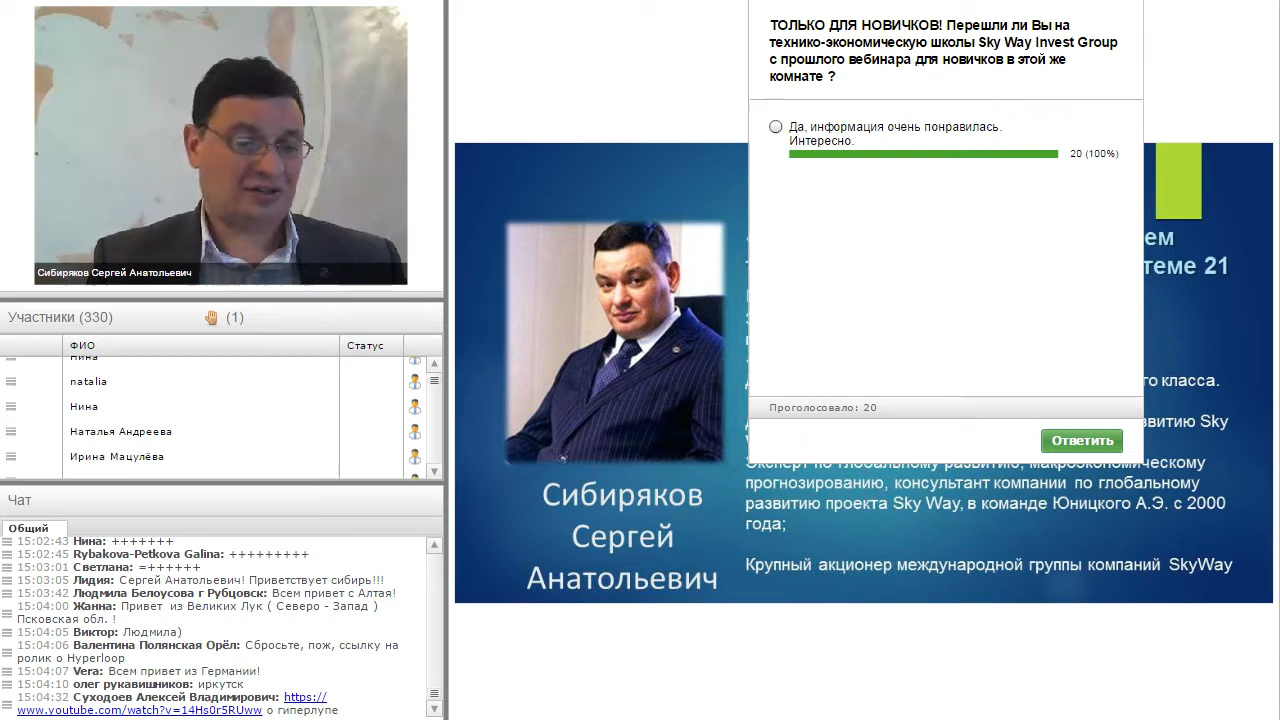 Сибиряков Сергей Анатольевич
Участники (330)
(1)
ФИО
Статус
Нина
natalia
Нина
Наталья Андреева
Ирина Мацулёва
Чат
Общий
15:02:43 Нина: +++++++
15:02:45 Rybakova-Petkova Galina: +++++++++
15:03:01 Светлана: =++++++
15:03:05 Лидия: Сергей Анатольевич! Приветствует сибирь!!!
15:03:42 Людмила Белоусова г Рубцовск: Всем привет с Алтая!
15:04:00 Жанна: Привет из Великих Лук ( Северо - Запад )
Псковская обл. !
15:04:05 Виктор: Людмила)
15:04:06 Валентина Полянская Орёл: Сбросьте, пож, ссылку на
ролик о Hyperloop
15:04:07 Vera: Всем привет из Германии!
15:04:10 олег рукавишников: иркутск
15:04:32 Суходоев Алексей Владимирович: https://
www.youtube.com/watch?v=14Hs0r5RUww о гиперлупе
ТОЛЬКО ДЛЯ НОВИЧКОВ! Перешли ли Вы на
технико-экономическую школы Sky Way Invest Group
с прошлого вебинара для новичков в этой же
комнате ?
Да, информация очень понравилась.
Интересно.
20 (100%)
Проголосовало: 20
Ответить
ем
теме 21
го класса.
звитию Sky
Эксперт по глобальному развитию, макроэкономическому
прогнозированию, консультант компании по глобальному
развитию проекта Sky Way, в команде Юницкого А.Э. с 2000
года;
Крупный акционер международной группы компаний SkyWay
Сибиряков
Сергей
Анатольевич